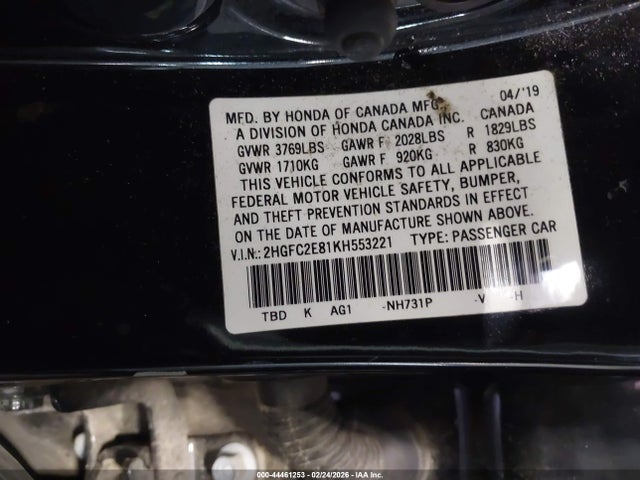 MFD. BY HONDA OF CANADA MFG., 04/'19
A DIVISION OF HONDA CANADA INC. CANADA
GVWR 3769LBS GAWR F 2028LBS R 1829LBS
GVWR 1710KG GAWR F 920KG R 830KG
THIS VEHICLE CONFORMS TO ALL APPLICABLE
FEDERAL MOTOR VEHICLE SAFETY, BUMPER,
AND THEFT PREVENTION STANDARDS IN EFFECT
ON THE DATE OF MANUFACTURE SHOWN ABOVE.
V.I.N.: 2HGFC2E81KH553221 TYPE: PASSENGER CAR
TBD K AG1 -NH731P -V -H
000-44461253 - 02/24/2026 - IAA Inc.